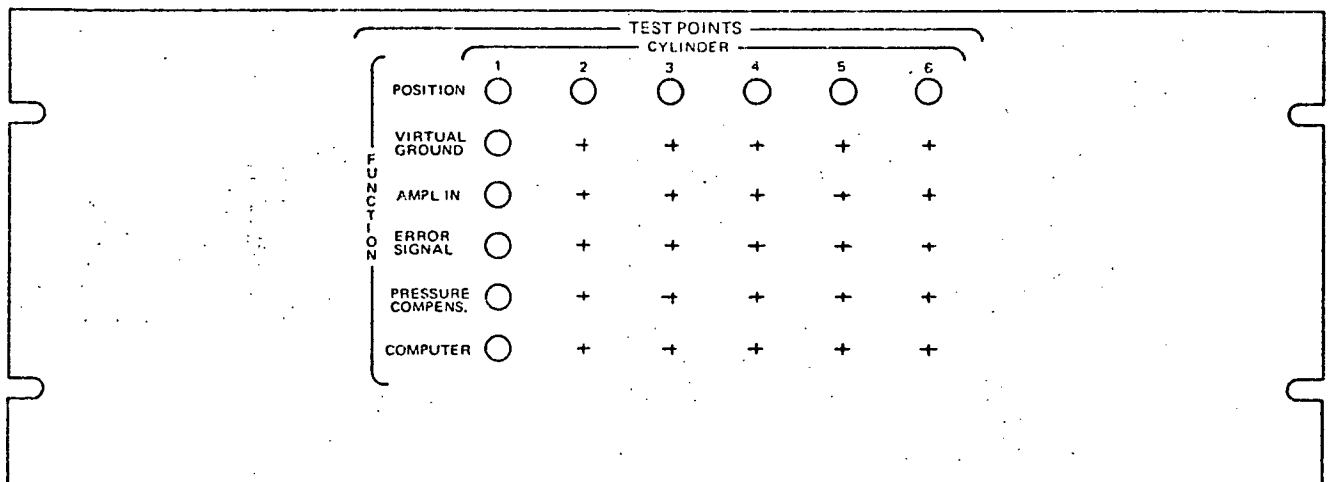 TEST POINTS
CYLINDER
1 2 3 4 5 6
FUNCTION
POSITION
VIRTUAL
GROUND
AMPL IN
ERROR
SIGNAL
PRESSURE
COMPENS.
COMPUTER